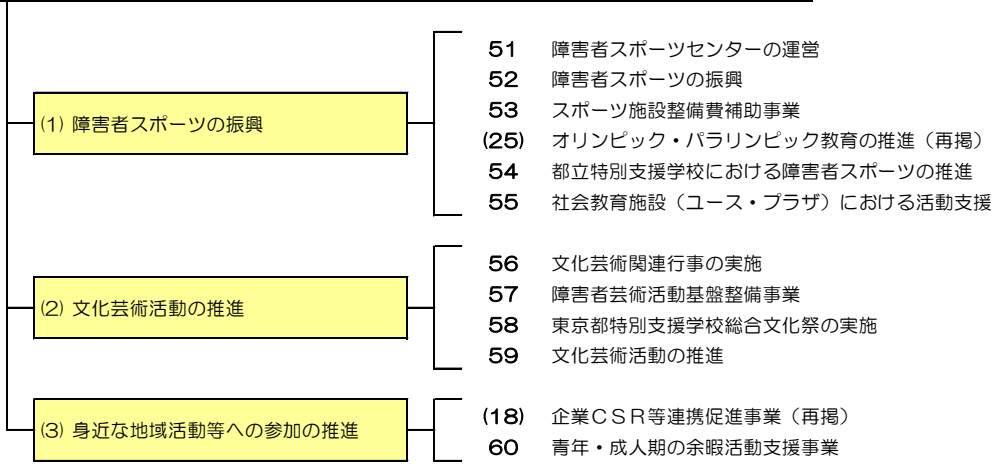 (1) 障害者スポーツの振興
51 障害者スポーツセンターの運営
52 障害者スポーツの振興
53 スポーツ施設整備費補助事業
(25) オリンピック・パラリンピック教育の推進（再掲）
54 都立特別支援学校における障害者スポーツの推進
55 社会教育施設（ユース・プラザ）における活動支援
(2) 文化芸術活動の推進
56 文化芸術関連行事の実施
57 障害者芸術活動基盤整備事業
58 東京都特別支援学校総合文化祭の実施
59 文化芸術活動の推進
(3) 身近な地域活動等への参加の推進
(18) 企業ＣＳＲ等連携促進事業（再掲）
60 青年・成人期の余暇活動支援事業